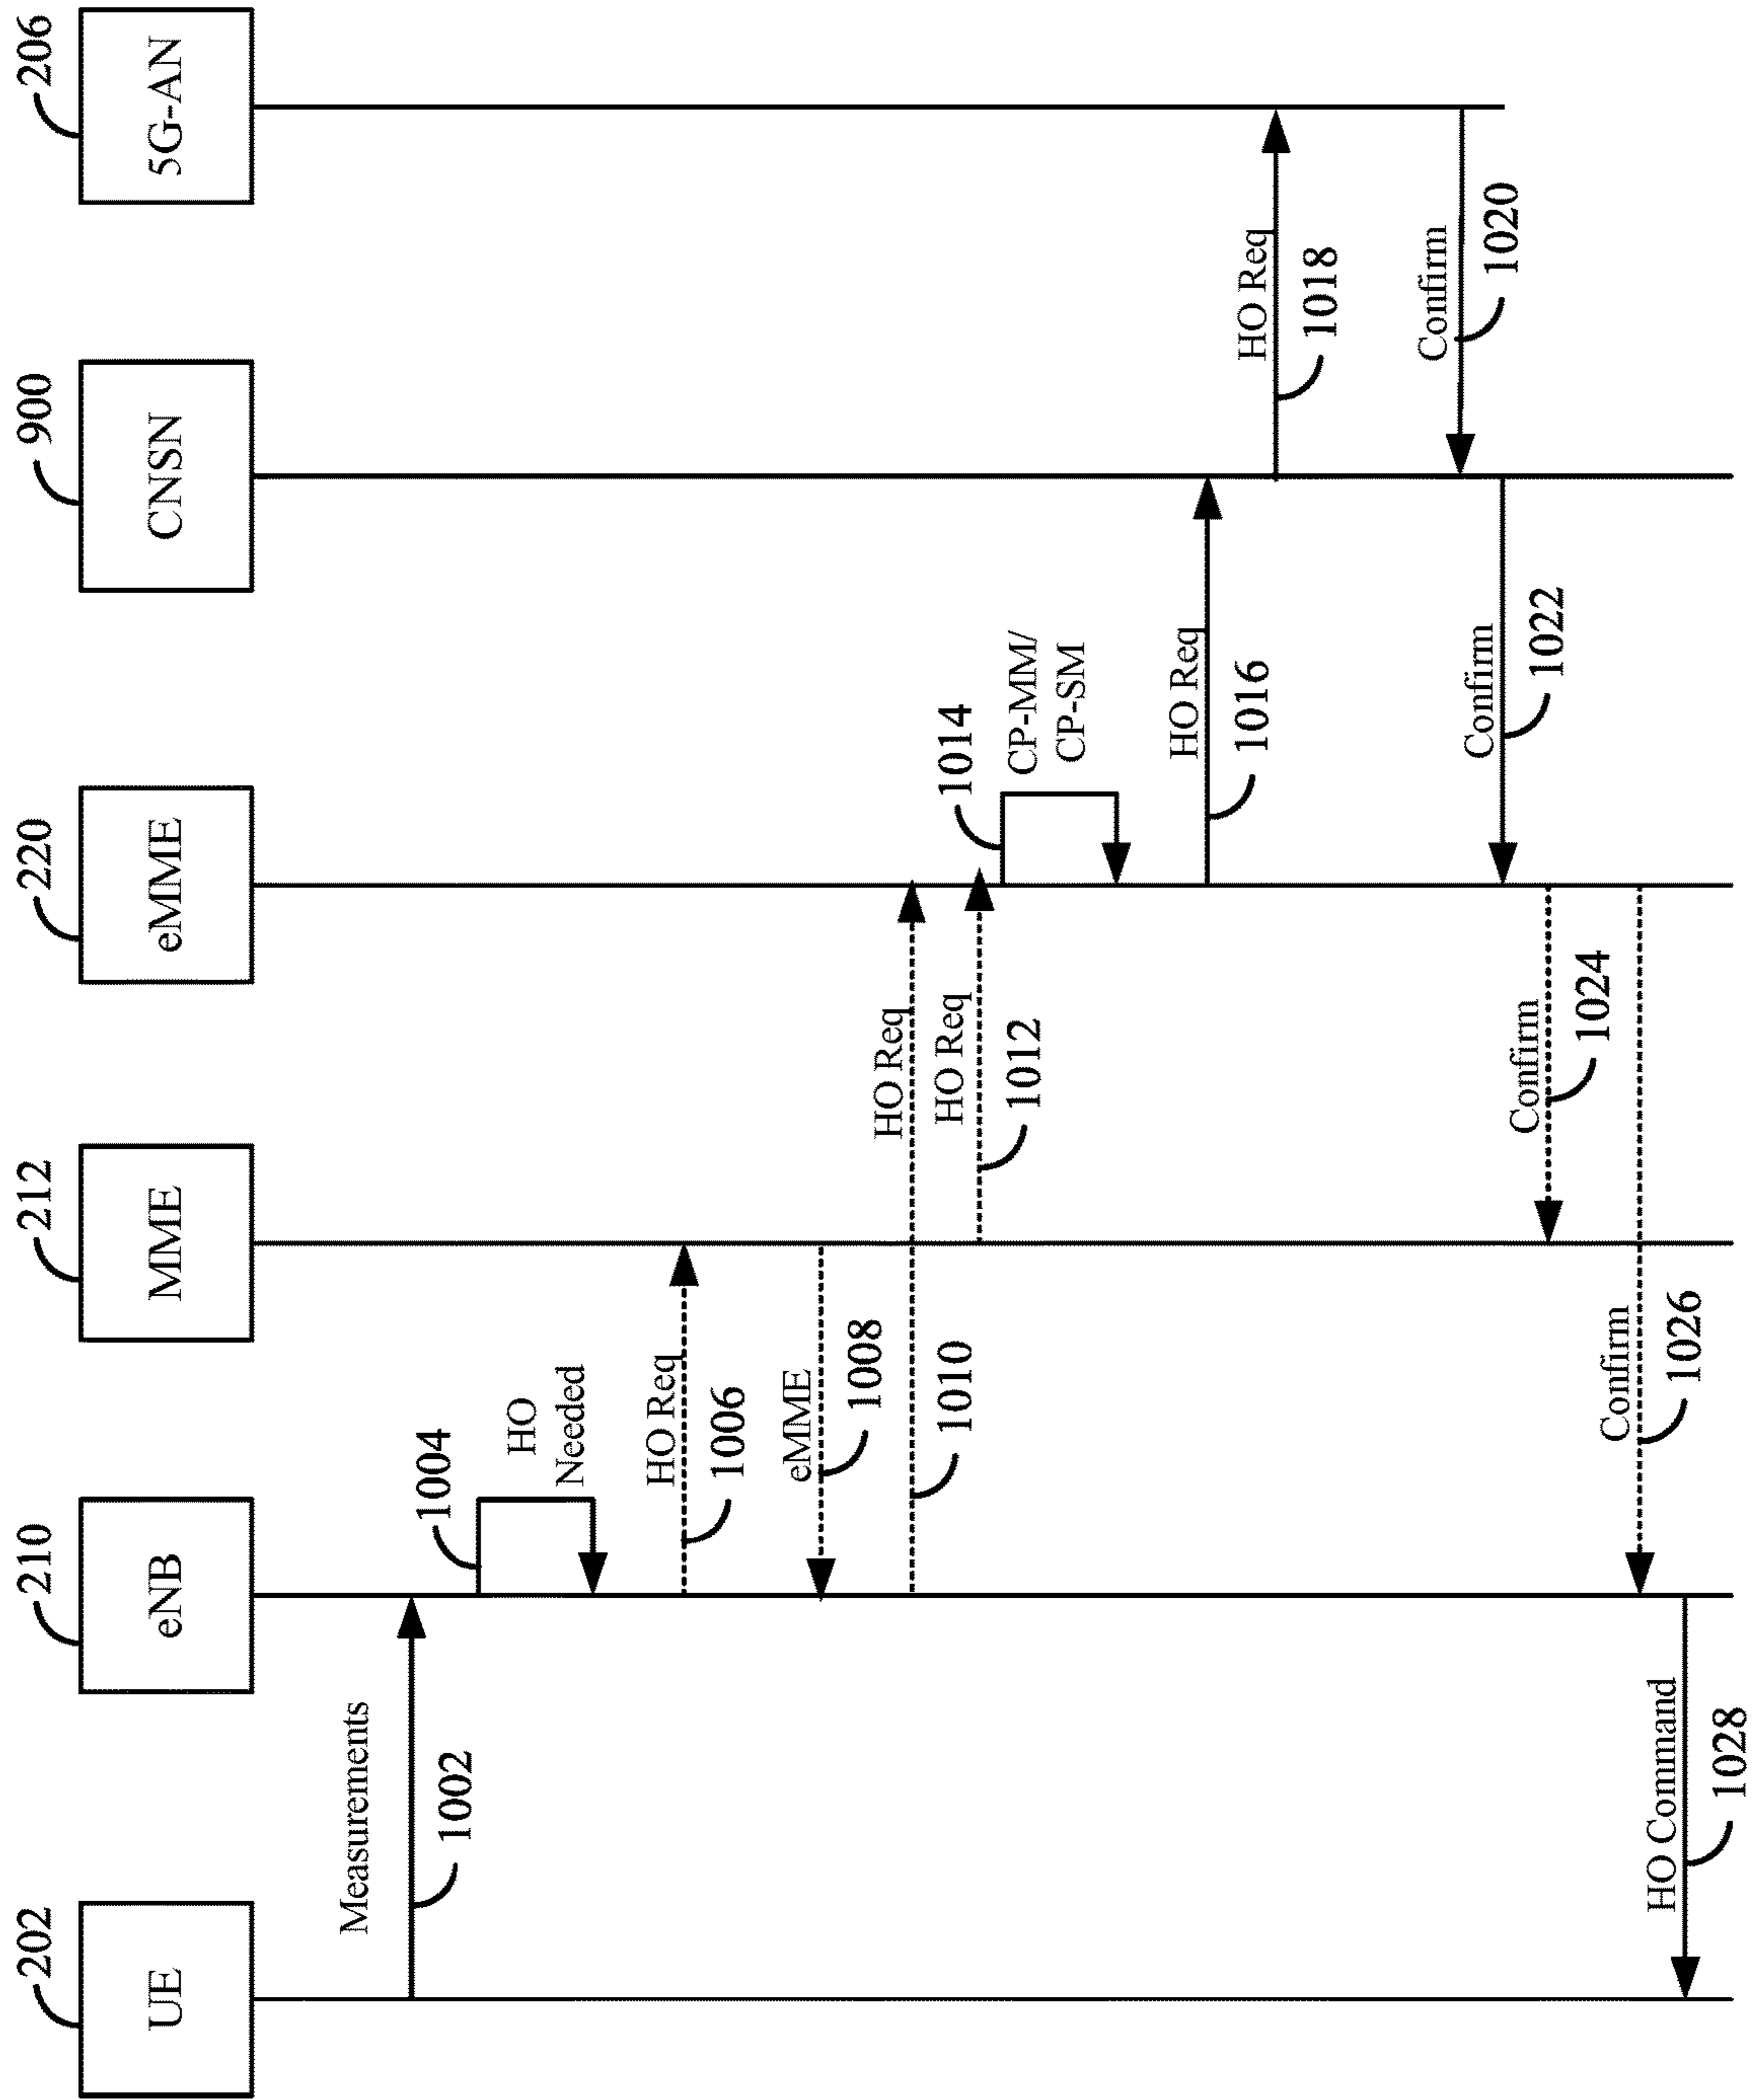 202
UE
210
eNB
212
MME
220
eMME
900
CNSN
206
5G-AN
Measurements
1002
1004
HO
Needed
HO Req
1006
eMME
1008
HO Req
1010
HO Req
1012
1014
CP-MM/
CP-SM
HO Req
1016
HO Req
1018
Confirm
1020
Confirm
1022
Confirm
1024
Confirm
1026
HO Command
1028